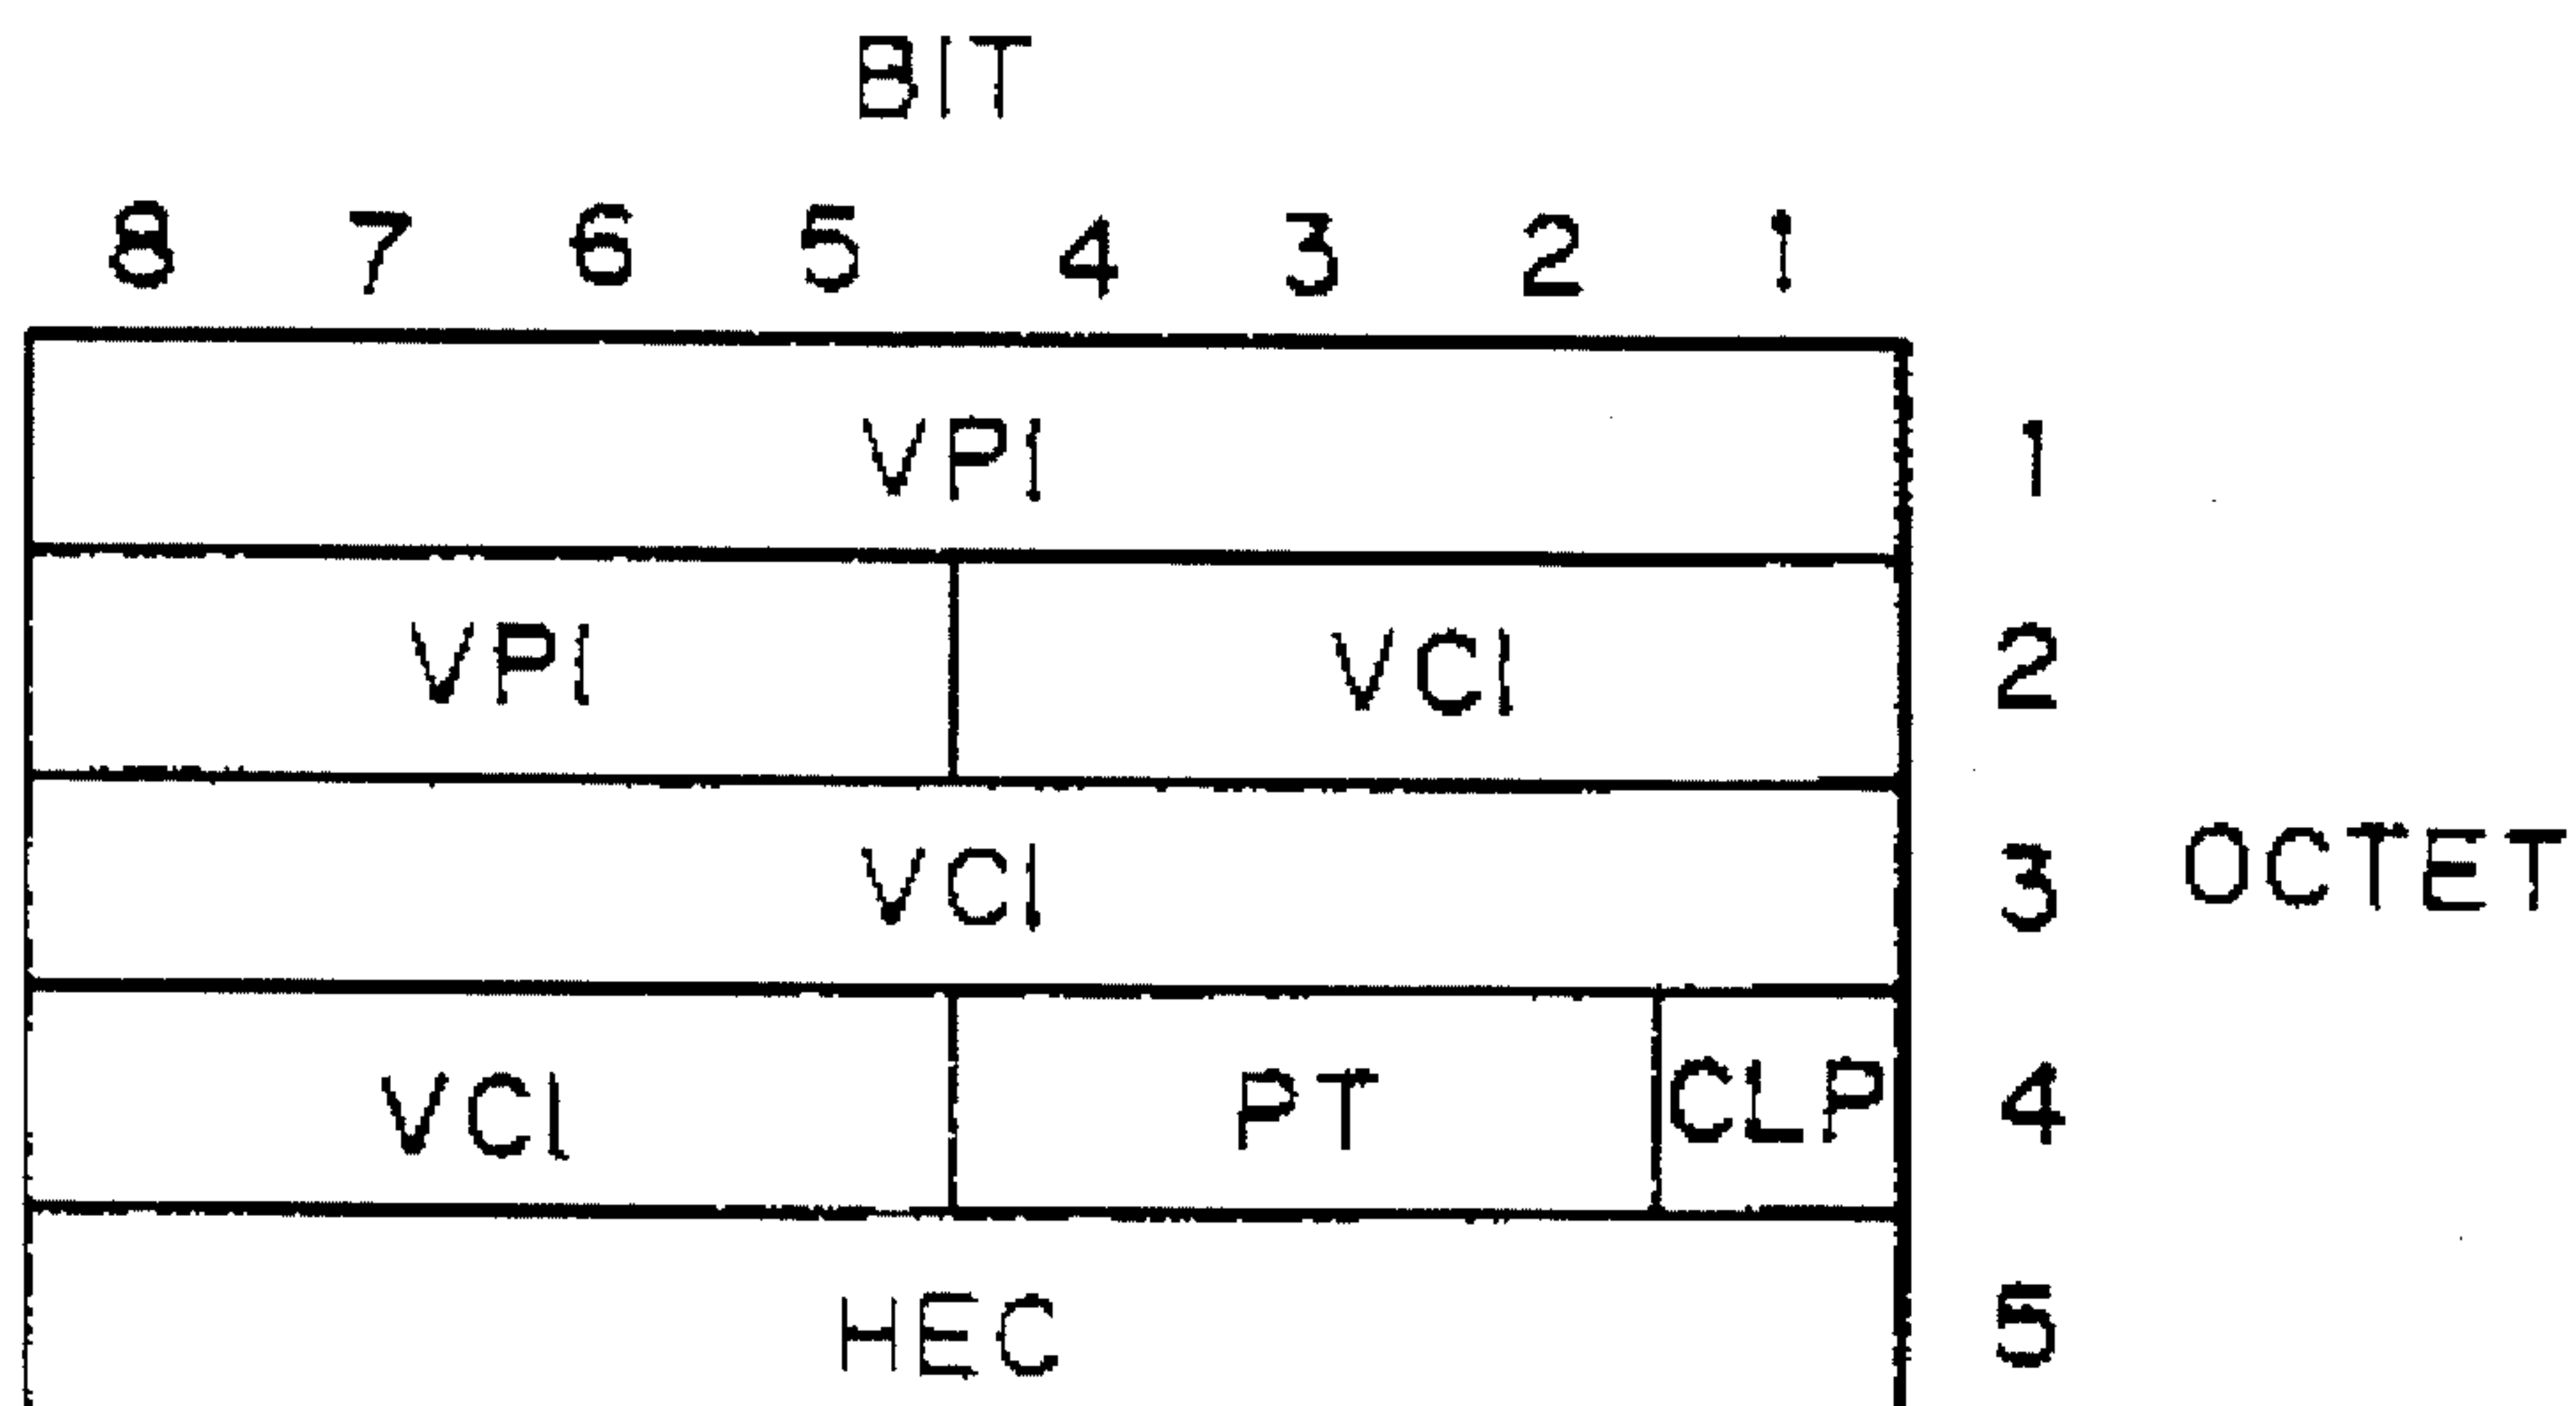 BIT
8 7 6 5 4 3 2 1
VPI 1
VPI VCI 2
VCI 3 OCTET
VCI PT CLP 4
HEC 5